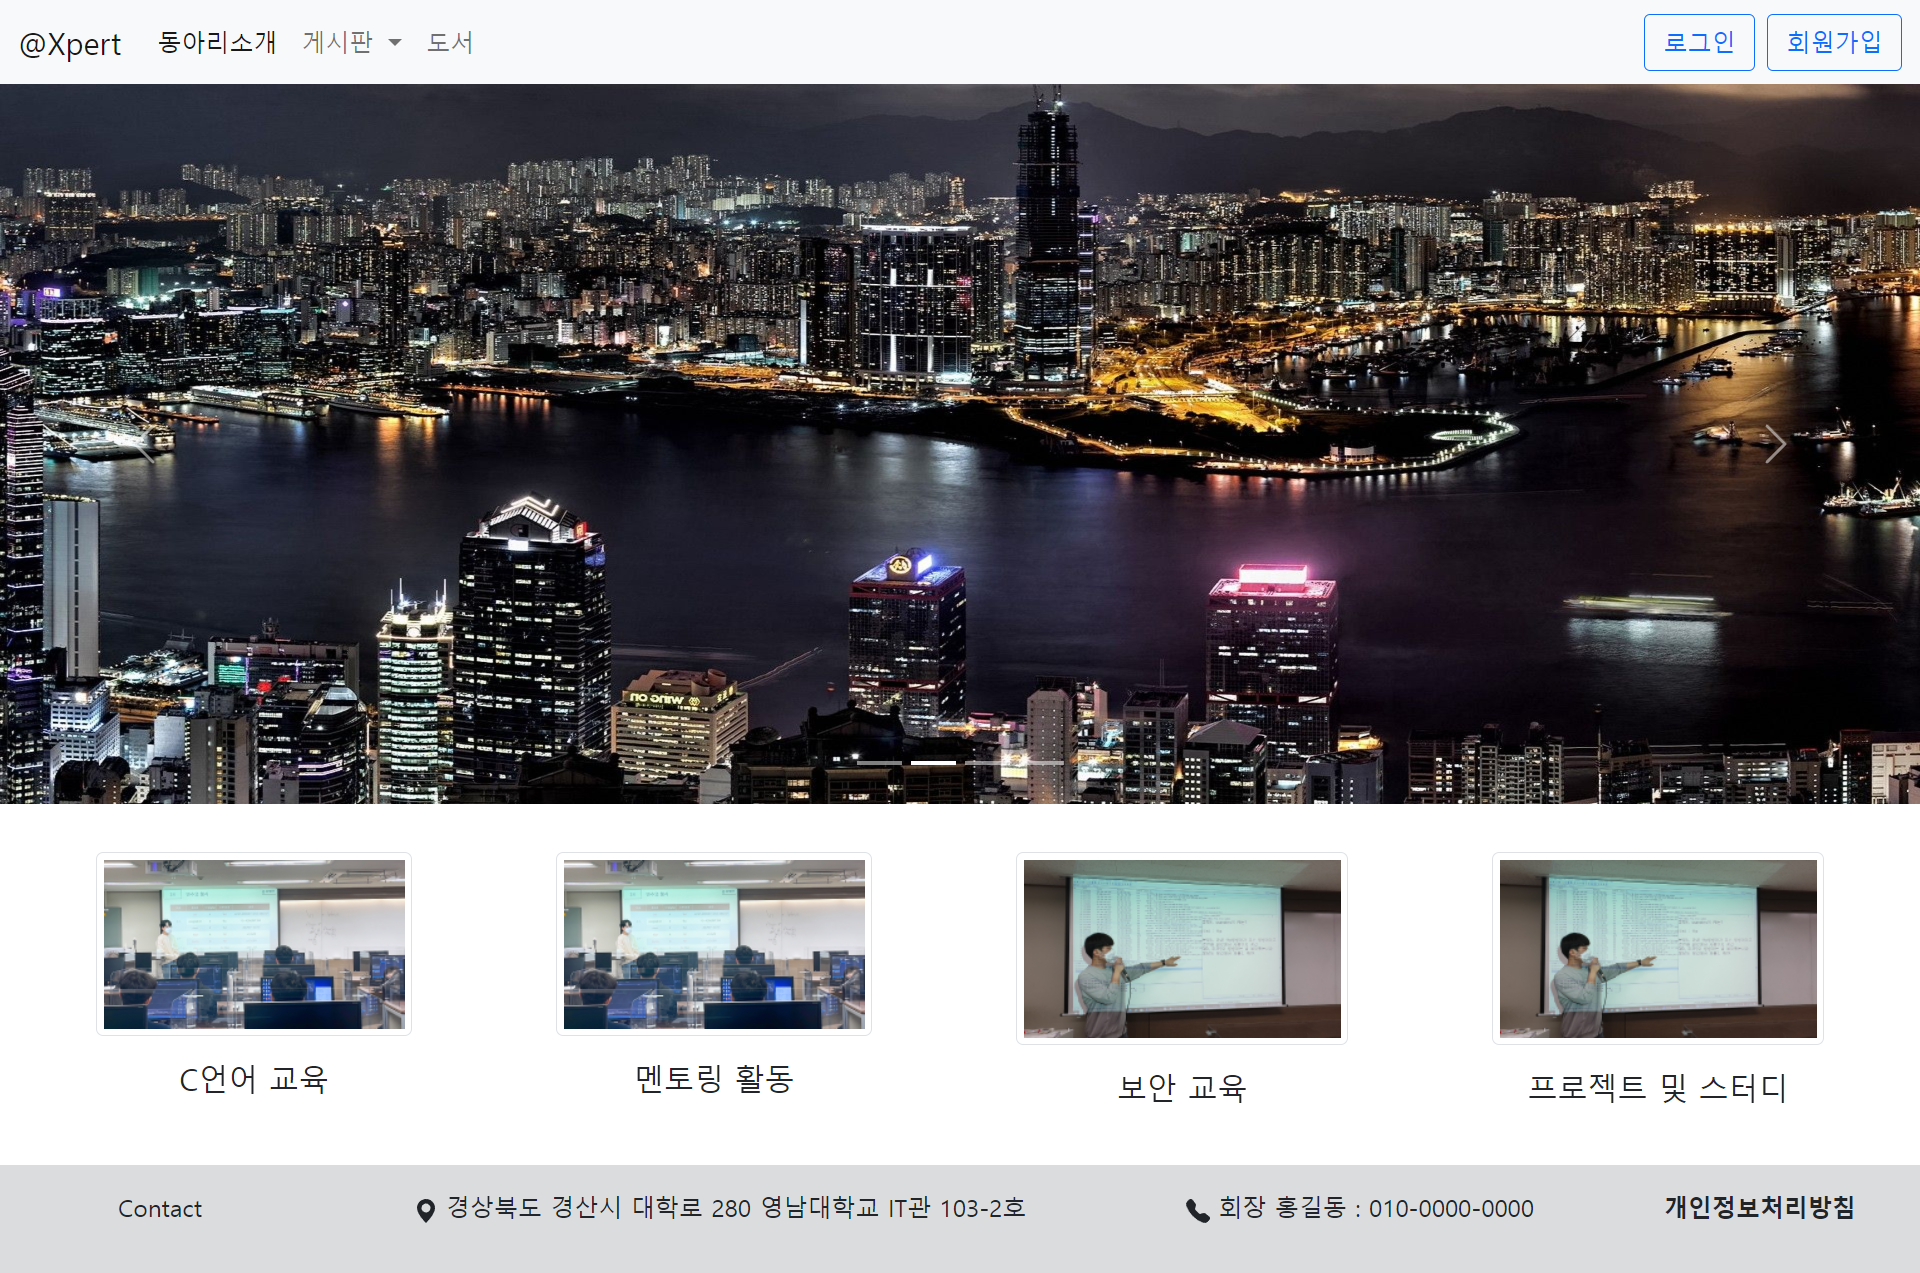 @Xpert 동아리소개 게시판 도서 로그인 회원가입
WING ON
C언어 교육
멘토링 활동
보안 교육
프로젝트 및 스터디
Contact
경상북도 경산시 대학로 280 영남대학교 IT관 103-2호
회장 홍길동 : 010-0000-0000
개인정보처리방침